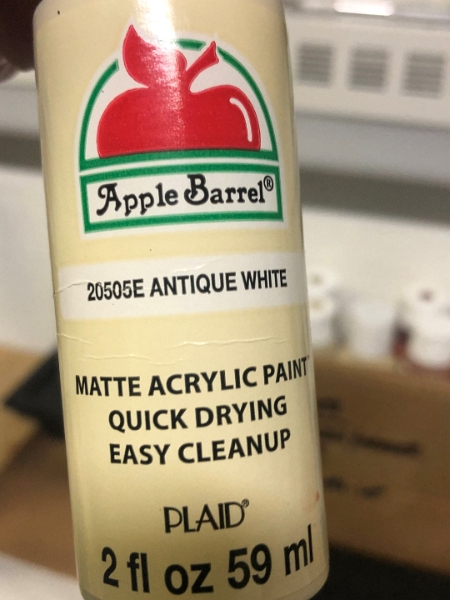 Apple Barrel®
20505E ANTIQUE WHITE
MATTE ACRYLIC PAINT
QUICK DRYING
EASY CLEANUP
PLAID®
2 fl oz 59 ml